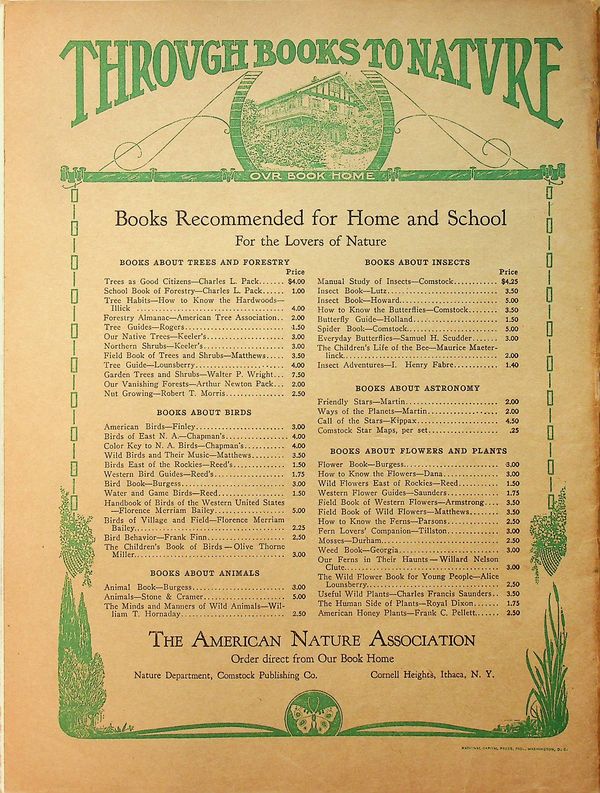 THROVGH BOOKS TO NATVRE
OVR BOOK HOME
Books Recommended for Home and School
For the Lovers of Nature
BOOKS ABOUT TREES AND FORESTRY
Price
Trees as Good Citizens—Charles L. Pack....... $4.00
School Book of Forestry—Charles L. Pack..... 1.00
Tree Habits—How to Know the Hardwoods—
Illick ........................................ 4.00
Forestry Almanac—American Tree Association.. 2.00
Tree Guides—Rogers............................ 1.50
Our Native Trees—Keeler's..................... 3.00
Northern Shrubs—Keeler's...................... 3.00
Field Book of Trees and Shrubs—Matthews..... 3.50
Tree Guide—Lounsberry......................... 4.00
Garden Trees and Shrubs—Walter P. Wright... 7.50
Our Vanishing Forests—Arthur Newton Pack.... 2.00
Nut Growing—Robert T. Morris.................. 2.50
BOOKS ABOUT BIRDS
American Birds—Finley......................... 3.00
Birds of East N. A—Chapman's.................. 4.00
Color Key to N. A. Birds—Chapman's........... 4.00
Wild Birds and Their Music—Matthews.......... 3.50
Birds East of the Rockies—Reed's.............. 1.50
Western Bird Guides—Reed's.................... 1.75
Bird Book—Burgess............................. 3.00
Water and Game Birds—Reed..................... 1.50
Handbook of Birds of the Western United States
—Florence Merriam Bailey...................... 5.00
Birds of Village and Field—Florence Merriam
Bailey........................................ 2.25
Bird Behavior—Frank Finn...................... 2.50
The Children's Book of Birds—Olive Thorne
Miller........................................ 3.00
BOOKS ABOUT ANIMALS
Animal Book—Burgess........................... 3.00
Animals—Stone & Cramer........................ 5.00
The Minds and Manners of Wild Animals—Wil-
liam T. Hornaday.............................. 2.50
BOOKS ABOUT INSECTS
Price
Manual Study of Insects—Comstock............ $4.25
Insect Book—Lutz.............................. 3.50
Insect Book—Howard............................ 5.00
How to Know the Butterflies—Comstock......... 3.50
Butterfly Guide—Holland....................... 1.50
Spider Book—Comstock.......................... 5.00
Everyday Butterflies—Samuel H. Scudder....... 3.00
The Children's Life of the Bee—Maurice Maeter-
linck......................................... 2.00
Insect Adventures—I. Henry Fabre.............. 1.40
BOOKS ABOUT ASTRONOMY
Friendly Stars—Martin......................... 2.00
Ways of the Planets—Martin.................... 2.00
Call of the Stars—Kippax...................... 4.50
Comstock Star Maps, per set................... .25
BOOKS ABOUT FLOWERS AND PLANTS
Flower Book—Burgess........................... 3.00
How to Know the Flowers—Dana.................. 3.00
Wild Flowers East of Rockies—Reed............. 1.50
Western Flower Guides—Saunders................ 1.75
Field Book of Western Flowers—Armstrong.... 3.50
Field Book of Wild Flowers—Matthews.......... 3.50
How to Know the Ferns—Parsons................. 2.50
Fern Lovers' Companion—Tillston............... 3.00
Mosses—Durham................................. 2.50
Weed Book—Georgia............................. 3.00
Our Ferns in Their Haunts—Willard Nelson
Clute......................................... 3.00
The Wild Flower Book for Young People—Alice
Lounsberry.................................... 2.50
Useful Wild Plants—Charles Francis Saunders.. 3.50
The Human Side of Plants—Royal Dixon........ 1.75
American Honey Plants—Frank C. Pellett...... 2.50
THE AMERICAN NATURE ASSOCIATION
Order direct from Our Book Home
Nature Department, Comstock Publishing Co. Cornell Heights, Ithaca, N. Y.
NATIONAL CAPITAL PRESS, INC., WASHINGTON, D. C.